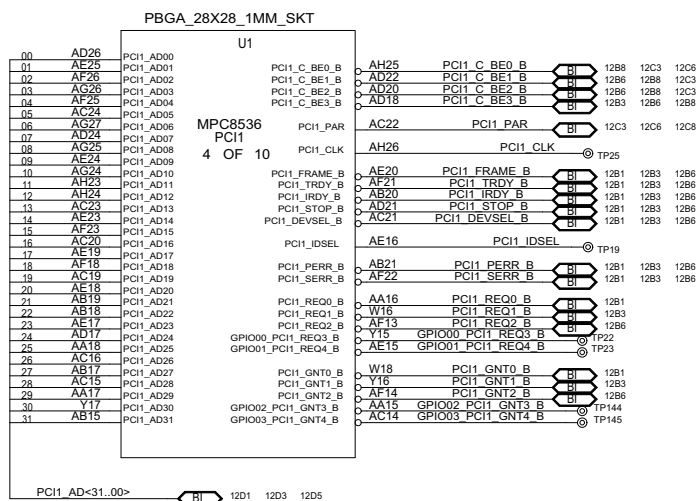 PBGA_28X28_1MM_SKT
U1
MPC8536
PCI1
4 OF 10
00 AD26 PCI1_AD00
01 AE25 PCI1_AD01
02 AF26 PCI1_AD02
03 AG26 PCI1_AD03
04 AF25 PCI1_AD04
05 AC24 PCI1_AD05
06 AG27 PCI1_AD06
07 AD24 PCI1_AD07
08 AG25 PCI1_AD08
09 AE24 PCI1_AD09
10 AG24 PCI1_AD10
11 AH23 PCI1_AD11
12 AH24 PCI1_AD12
13 AC23 PCI1_AD13
14 AE23 PCI1_AD14
15 AF23 PCI1_AD15
16 AC20 PCI1_AD16
17 AE19 PCI1_AD17
18 AF18 PCI1_AD18
19 AC19 PCI1_AD19
20 AE18 PCI1_AD20
21 AB19 PCI1_AD21
22 AB18 PCI1_AD22
23 AE17 PCI1_AD23
24 AD17 PCI1_AD24
25 AA18 PCI1_AD25
26 AC16 PCI1_AD26
27 AB17 PCI1_AD27
28 AC15 PCI1_AD28
29 AA17 PCI1_AD29
30 Y17 PCI1_AD30
31 AB15 PCI1_AD31
PCI1_C_BE0_B AH25 PCI1_C_BE0_B BI 12B8 12C3 12C6
PCI1_C_BE1_B AD22 PCI1_C_BE1_B BI 12B6 12B8 12C3
PCI1_C_BE2_B AD20 PCI1_C_BE2_B BI 12B6 12B8 12C3
PCI1_C_BE3_B AD18 PCI1_C_BE3_B BI 12B3 12B6 12B8
PCI1_PAR AC22 PCI1_PAR BI 12C3 12C6 12C8
PCI1_CLK AH26 PCI1_CLK TP25
PCI1_FRAME_B AE20 PCI1_FRAME_B BI 12B1 12B3 12B6
PCI1_TRDY_B AF21 PCI1_TRDY_B BI 12B1 12B3 12B6
PCI1_IRDY_B AB20 PCI1_IRDY_B BI 12B1 12B3 12B6
PCI1_STOP_B AD21 PCI1_STOP_B BI 12B1 12B3 12B6
PCI1_DEVSEL_B AC21 PCI1_DEVSEL_B BI 12B1 12B3 12B6
PCI1_IDSEL AE16 PCI1_IDSEL TP19
PCI1_PERR_B AB21 PCI1_PERR_B BI 12B1 12B3 12B6
PCI1_SERR_B AF22 PCI1_SERR_B BI 12B1 12B3 12B6
PCI1_REQ0_B AA16 PCI1_REQ0_B BI 12B1
PCI1_REQ1_B W16 PCI1_REQ1_B BI 12B3
PCI1_REQ2_B AF13 PCI1_REQ2_B BI 12B6
GPIO00_PCI1_REQ3_B Y15 GPIO00_PCI1_REQ3_B TP22
GPIO01_PCI1_REQ4_B AE15 GPIO01_PCI1_REQ4_B TP23
PCI1_GNT0_B W18 PCI1_GNT0_B BI 12B1
PCI1_GNT1_B Y16 PCI1_GNT1_B BI 12B3
PCI1_GNT2_B AF14 PCI1_GNT2_B BI 12B6
GPIO02_PCI1_GNT3_B AA15 GPIO02_PCI1_GNT3_B TP144
GPIO03_PCI1_GNT4_B AC14 GPIO03_PCI1_GNT4_B TP145
PCI1_AD<31..00> BI 12D1 12D3 12D5